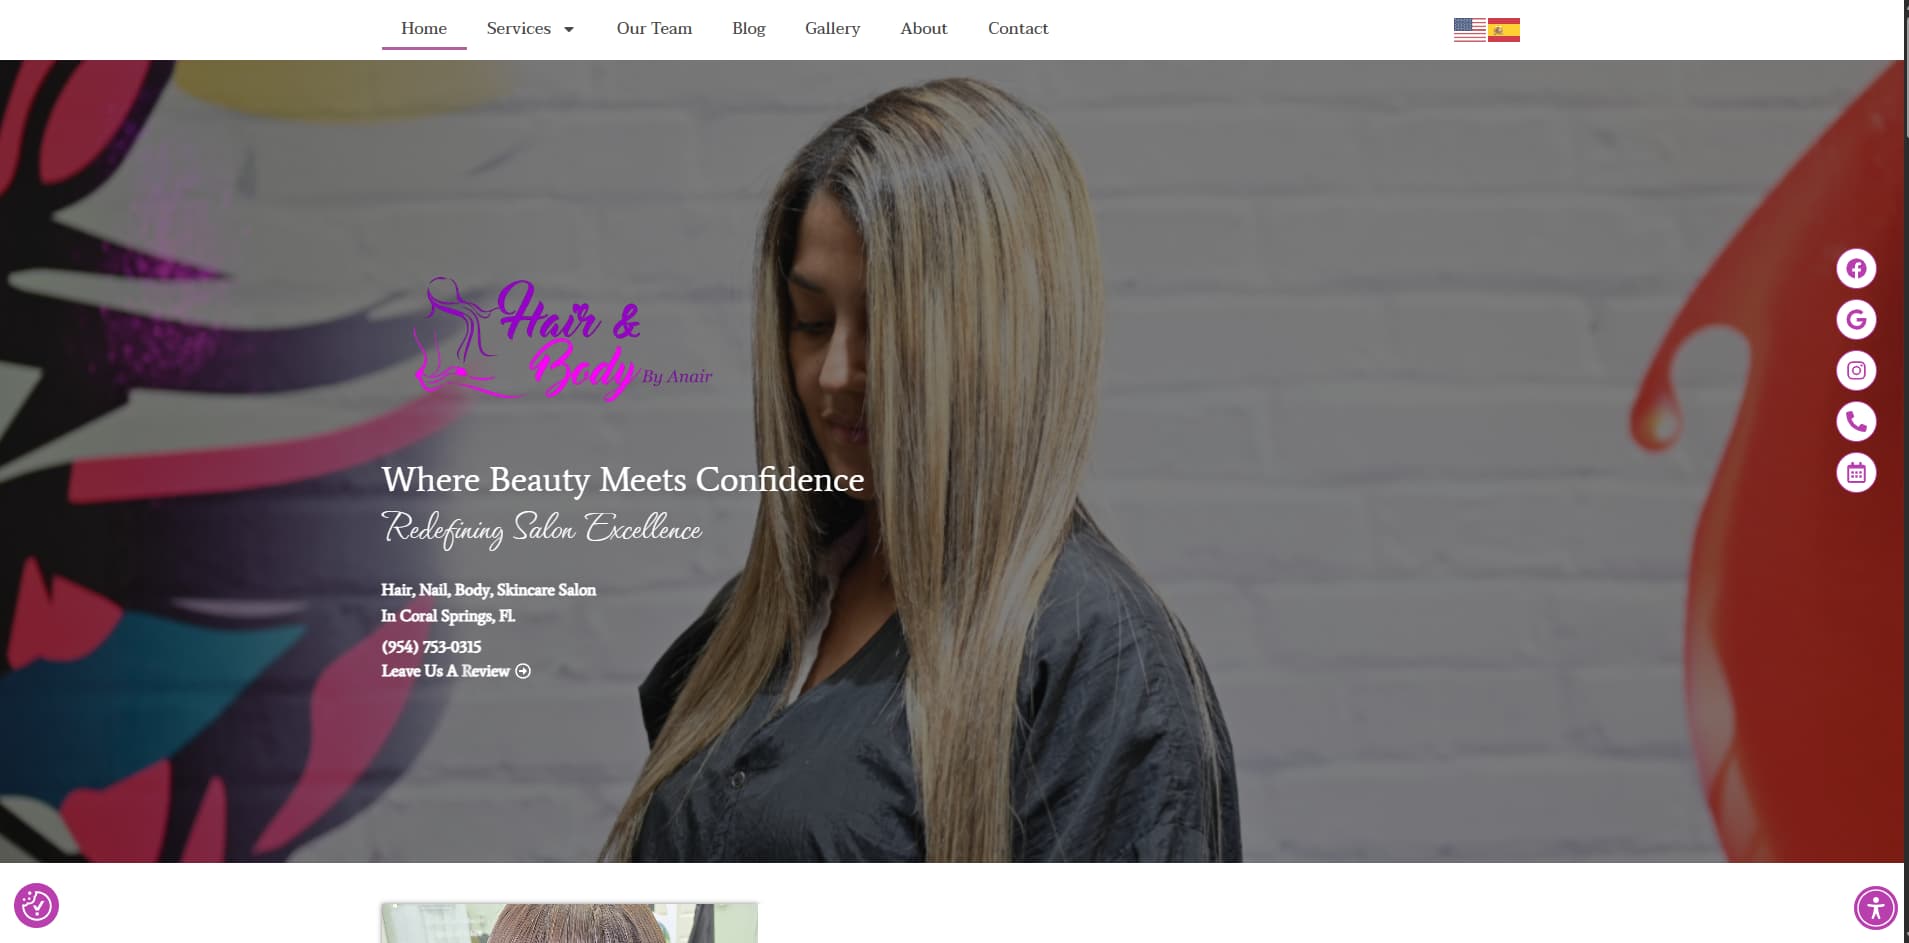 Home Services Our Team Blog Gallery About Contact
Hair &
Body By Anair
Where Beauty Meets Confidence
Redefining Salon Excellence
Hair, Nail, Body, Skincare Salon
In Coral Springs, Fl.
(954) 753-0315
Leave Us A Review